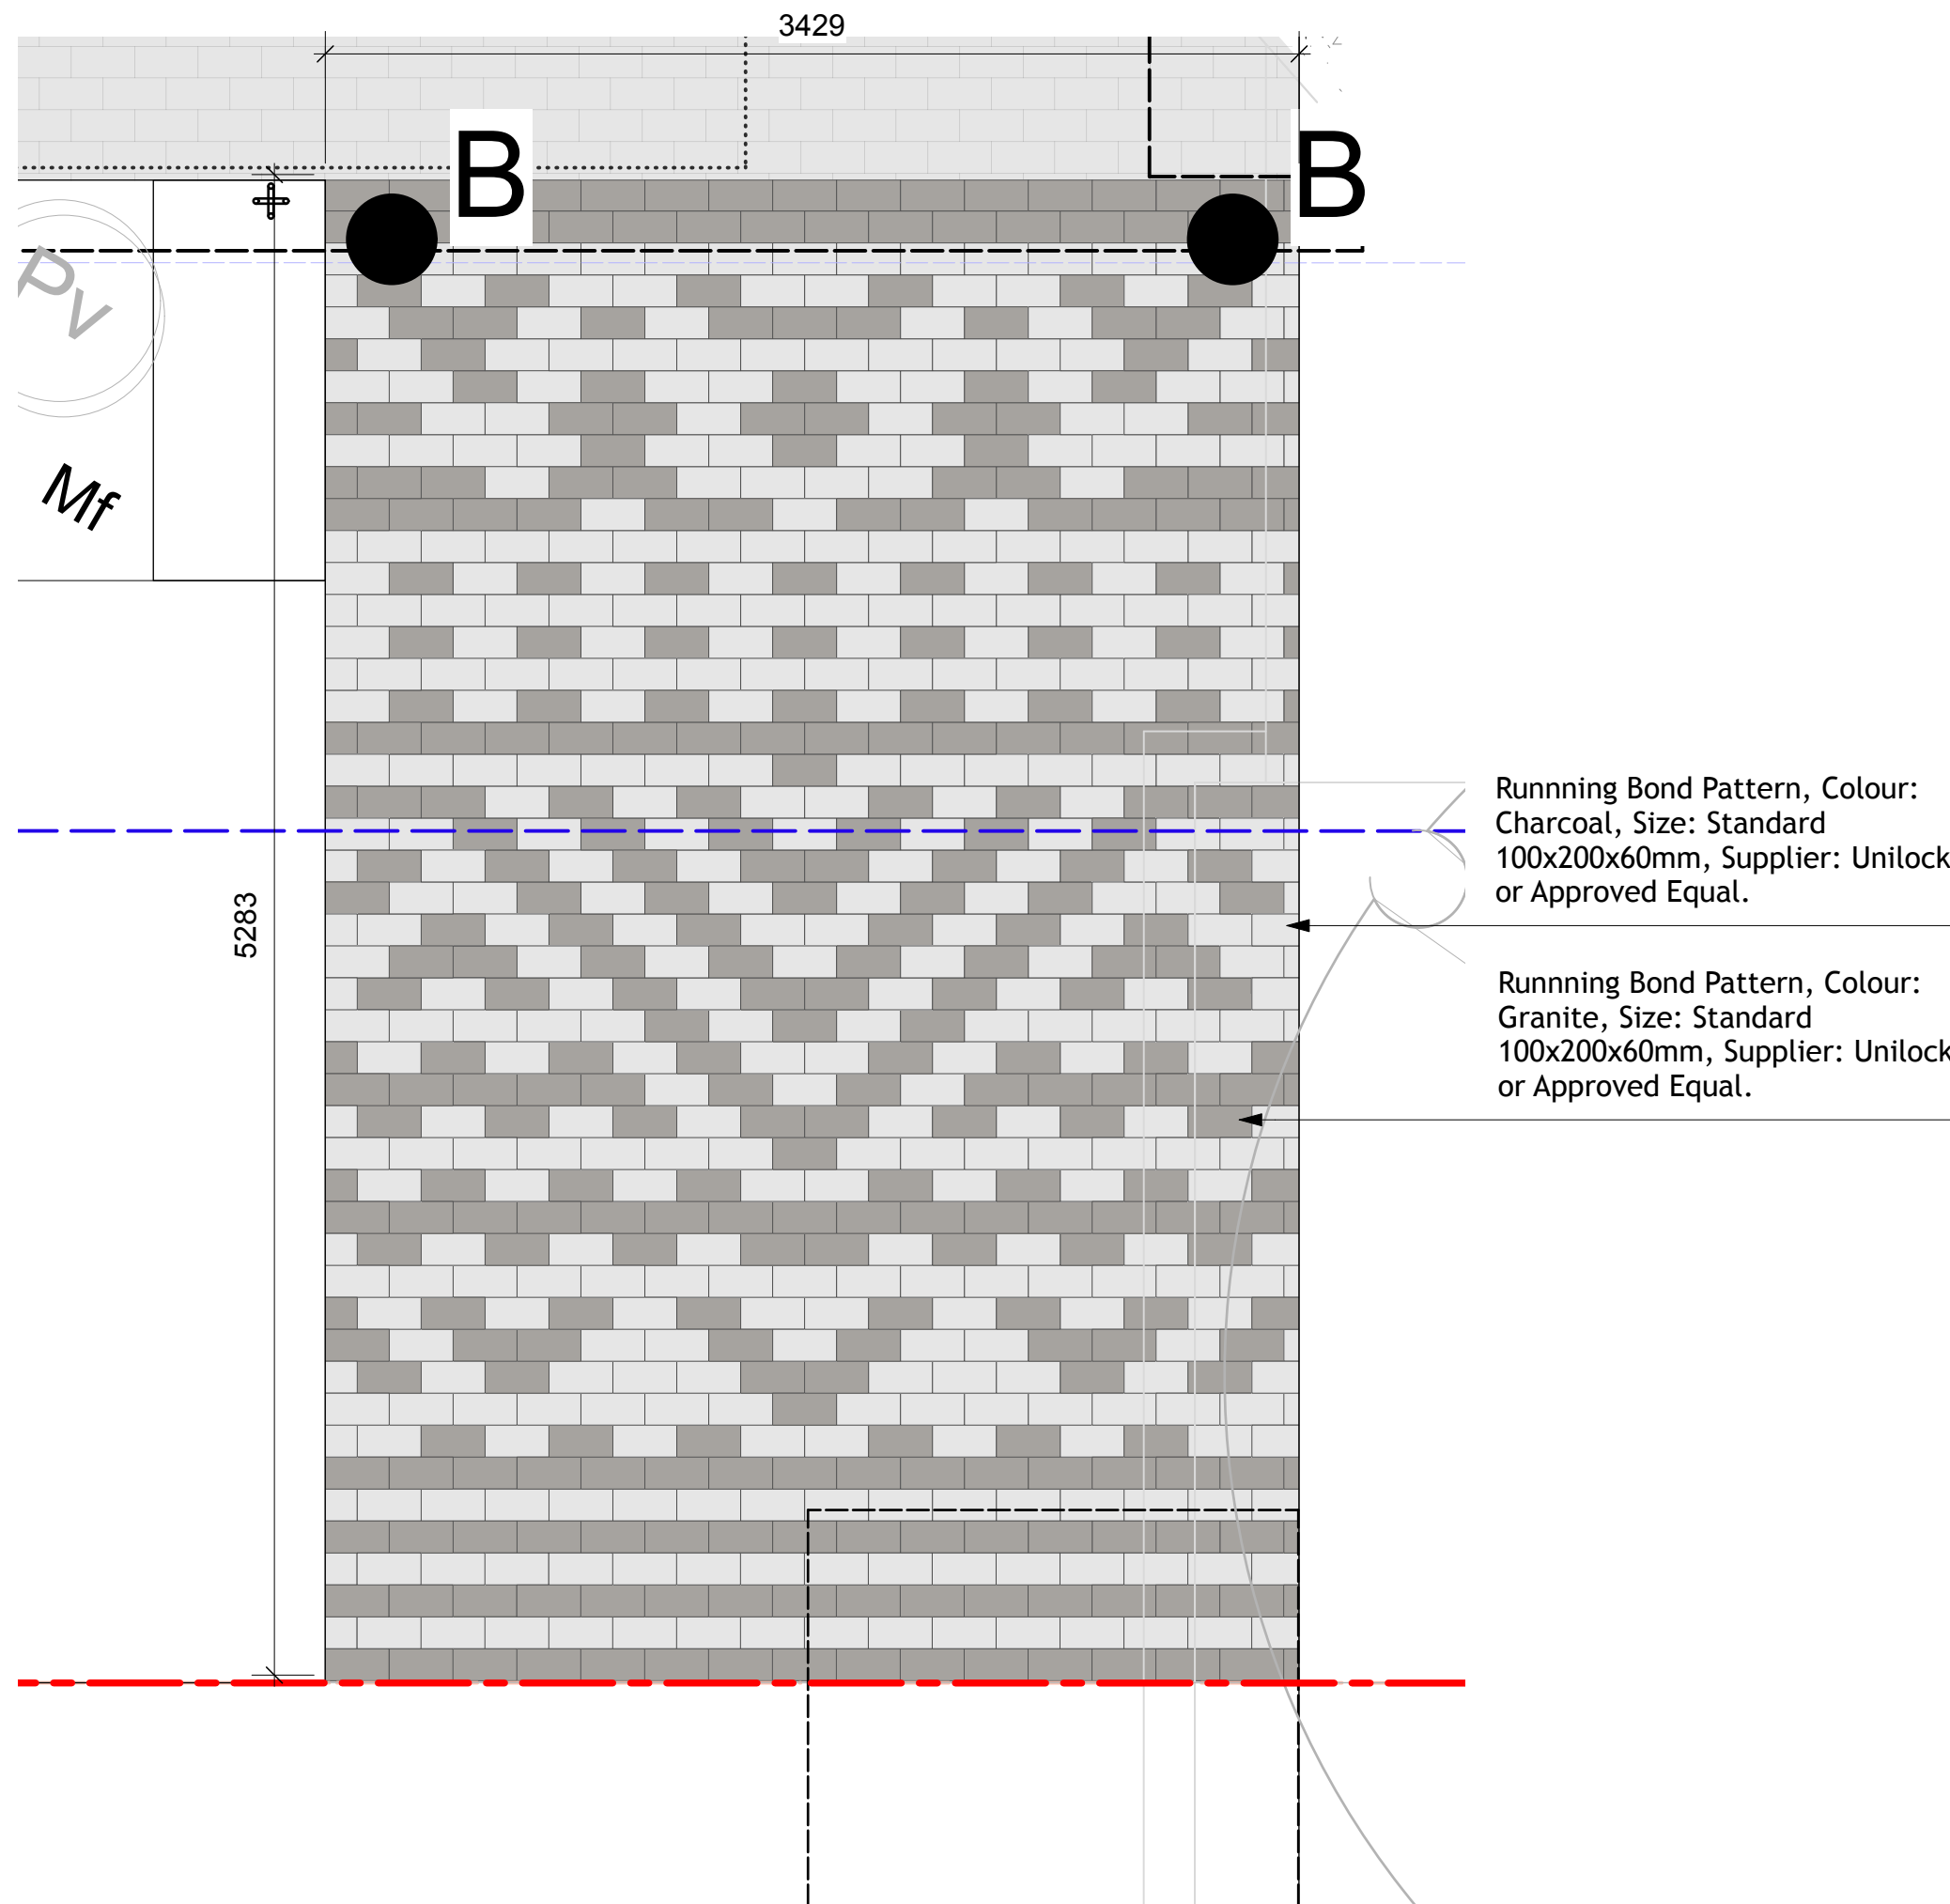 3429
B
B
Pv
Mf
5283
Runnning Bond Pattern, Colour:
Charcoal, Size: Standard
100x200x60mm, Supplier: Unilock
or Approved Equal.
Runnning Bond Pattern, Colour:
Granite, Size: Standard
100x200x60mm, Supplier: Unilock
or Approved Equal.